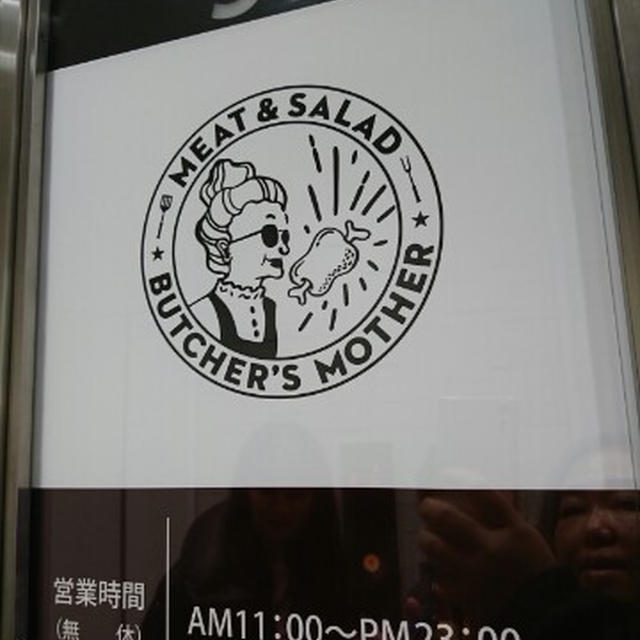 MEAT & SALAD
BUTCHER'S MOTHER
営業時間
AM11:00〜PM23:00
(無 休)